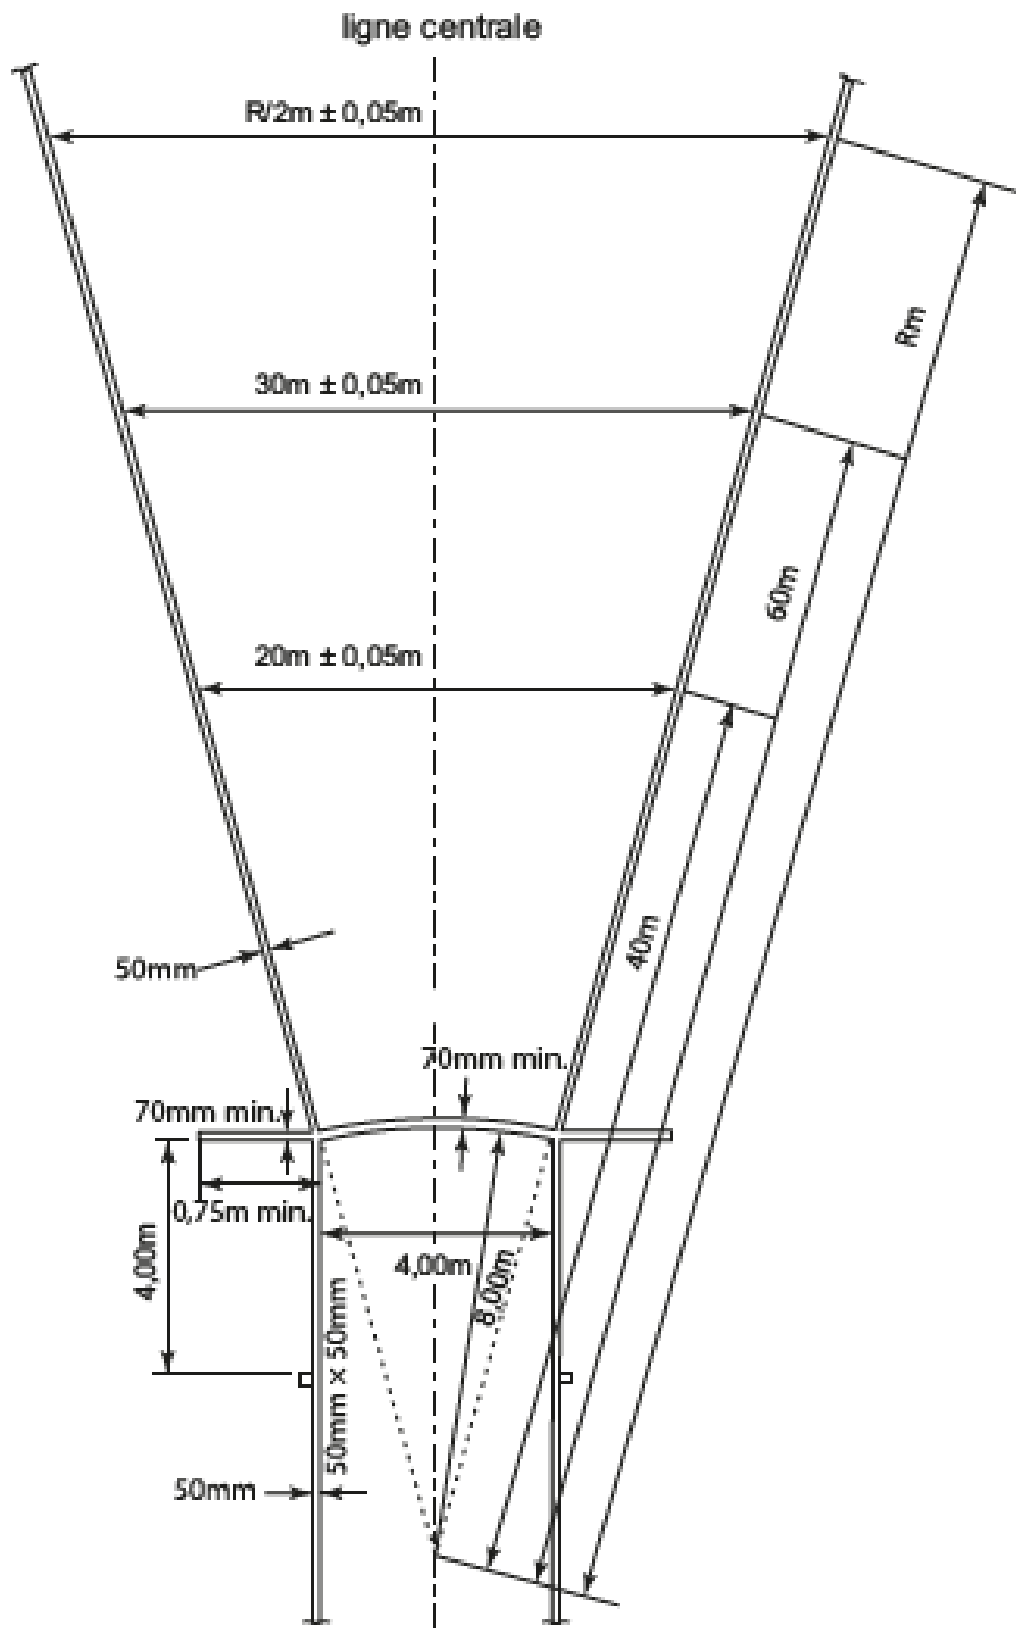 ligne centrale
R/2m ± 0,05m
Rm
30m ± 0,05m
60m
20m ± 0,05m
40m
50mm
70mm min.
70mm min.
0,75m min.
4,00m
4,00m
8,00m
50mm × 50mm
50mm